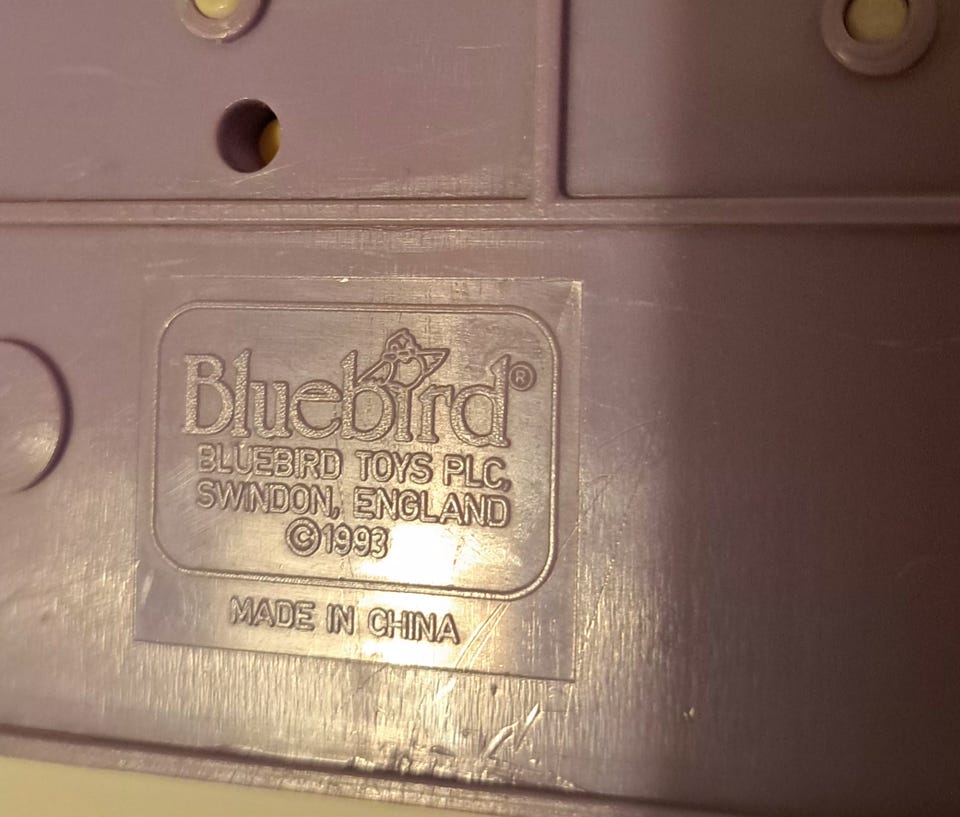 Bluebird®
BLUEBIRD TOYS PLC,
SWINDON, ENGLAND
©1993
MADE IN CHINA